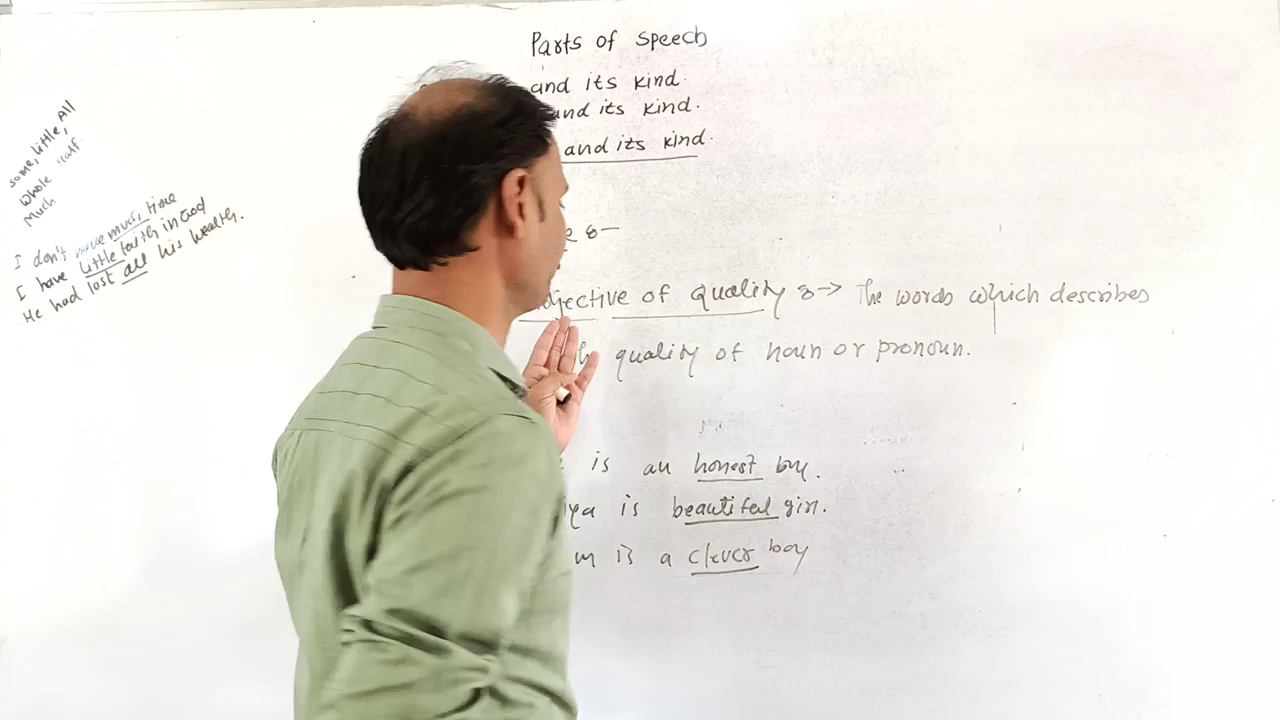 Parts of speech
and its kind.
and its kind.
and its kind.
some, little, All
whole half
Much
I don't have much time
I have little faith in God
He had lost all his wealth.
Adjective of quality :→ The words which describes
quality of noun or pronoun.
is an honest boy.
is beautiful girl.
is a clever boy